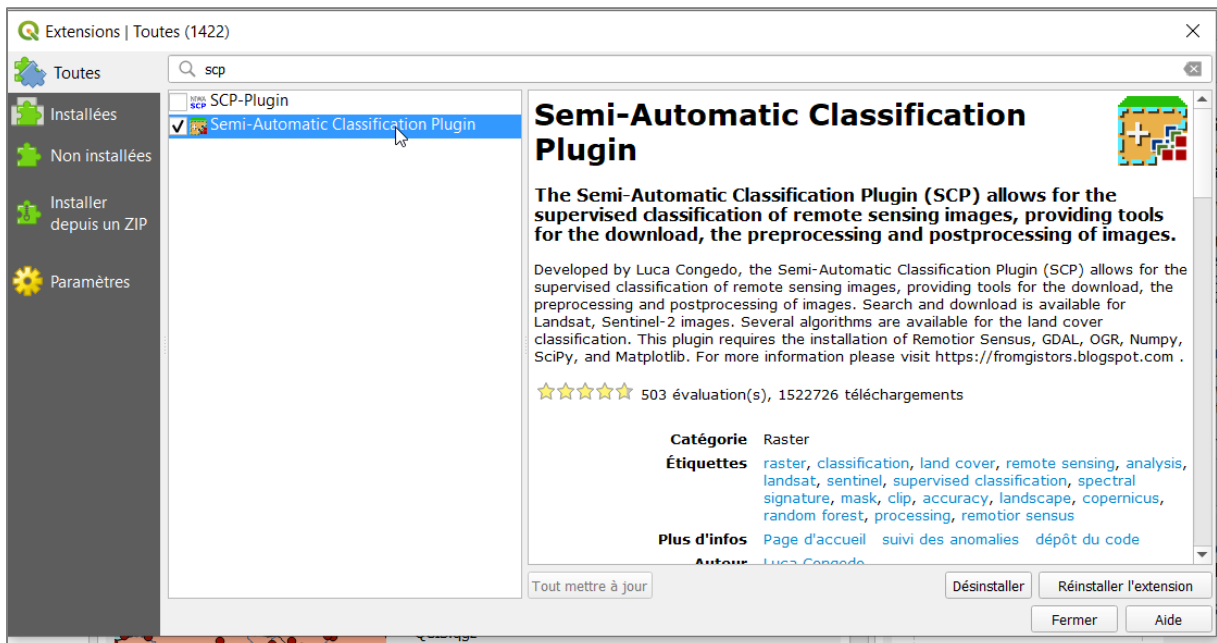 Extensions | Toutes (1422)
Toutes
Installées
Non installées
Installer
depuis un ZIP
Paramètres
scp
SCP
SCP-Plugin
Semi-Automatic Classification Plugin
Semi-Automatic Classification
Plugin
The Semi-Automatic Classification Plugin (SCP) allows for the
supervised classification of remote sensing images, providing tools
for the download, the preprocessing and postprocessing of images.
Developed by Luca Congedo, the Semi-Automatic Classification Plugin (SCP) allows for the
supervised classification of remote sensing images, providing tools for the download, the
preprocessing and postprocessing of images. Search and download is available for
Landsat, Sentinel-2 images. Several algorithms are available for the land cover
classification. This plugin requires the installation of Remotior Sensus, GDAL, OGR, Numpy,
SciPy, and Matplotlib. For more information please visit https://fromgistors.blogspot.com .
503 évaluation(s), 1522726 téléchargements
Catégorie Raster
Étiquettes raster, classification, land cover, remote sensing, analysis,
landsat, sentinel, supervised classification, spectral
signature, mask, clip, accuracy, landscape, copernicus,
random forest, processing, remotior sensus
Plus d'infos Page d'accueil suivi des anomalies dépôt du code
Auteur Luca Congedo
Tout mettre à jour
Désinstaller
Réinstaller l'extension
Fermer
Aide